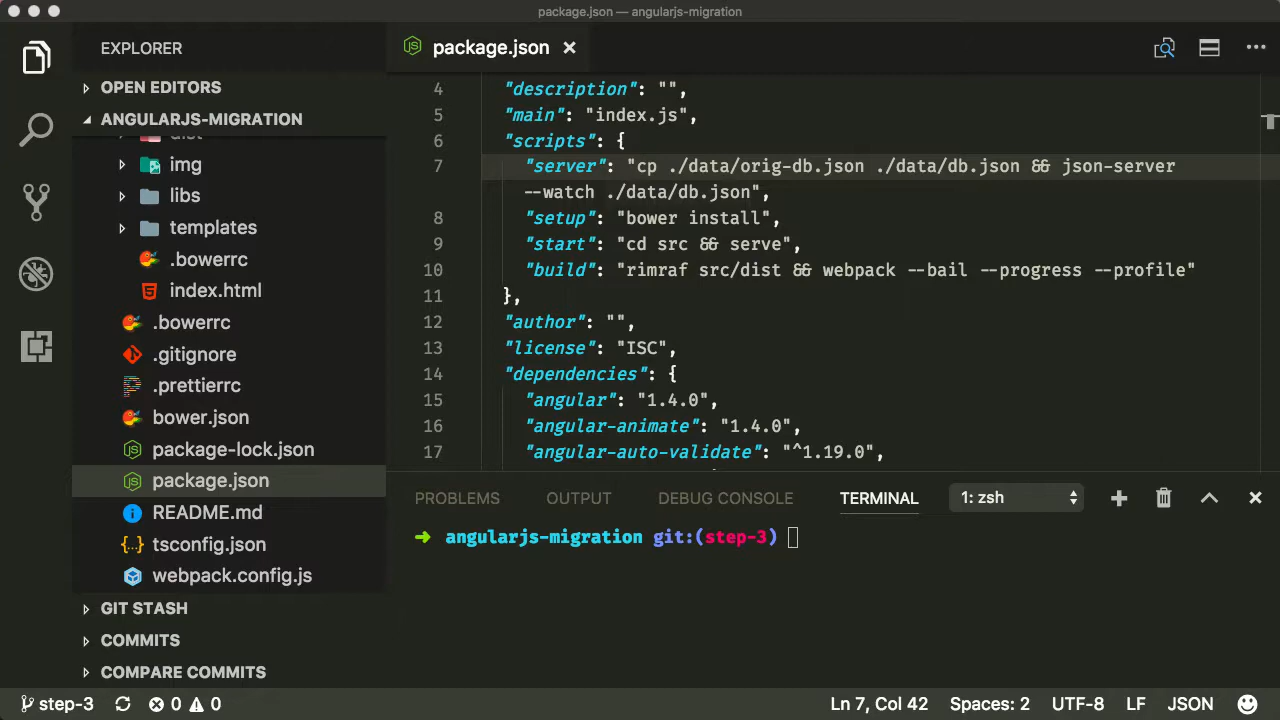 package.json — angularjs-migration
EXPLORER
OPEN EDITORS
ANGULARJS-MIGRATION
dist
img
libs
templates
.bowerrc
index.html
.bowerrc
.gitignore
.prettierrc
bower.json
package-lock.json
package.json
README.md
tsconfig.json
webpack.config.js
GIT STASH
COMMITS
COMPARE COMMITS
package.json
4 "description": "",
5 "main": "index.js",
6 "scripts": {
7 "server": "cp ./data/orig-db.json ./data/db.json && json-server
--watch ./data/db.json",
8 "setup": "bower install",
9 "start": "cd src && serve",
10 "build": "rimraf src/dist && webpack --bail --progress --profile"
11 },
12 "author": "",
13 "license": "ISC",
14 "dependencies": {
15 "angular": "1.4.0",
16 "angular-animate": "1.4.0",
17 "angular-auto-validate": "^1.19.0",
PROBLEMS OUTPUT DEBUG CONSOLE TERMINAL 1: zsh
➜ angularjs-migration git:(step-3)
step-3 0 0 Ln 7, Col 42 Spaces: 2 UTF-8 LF JSON